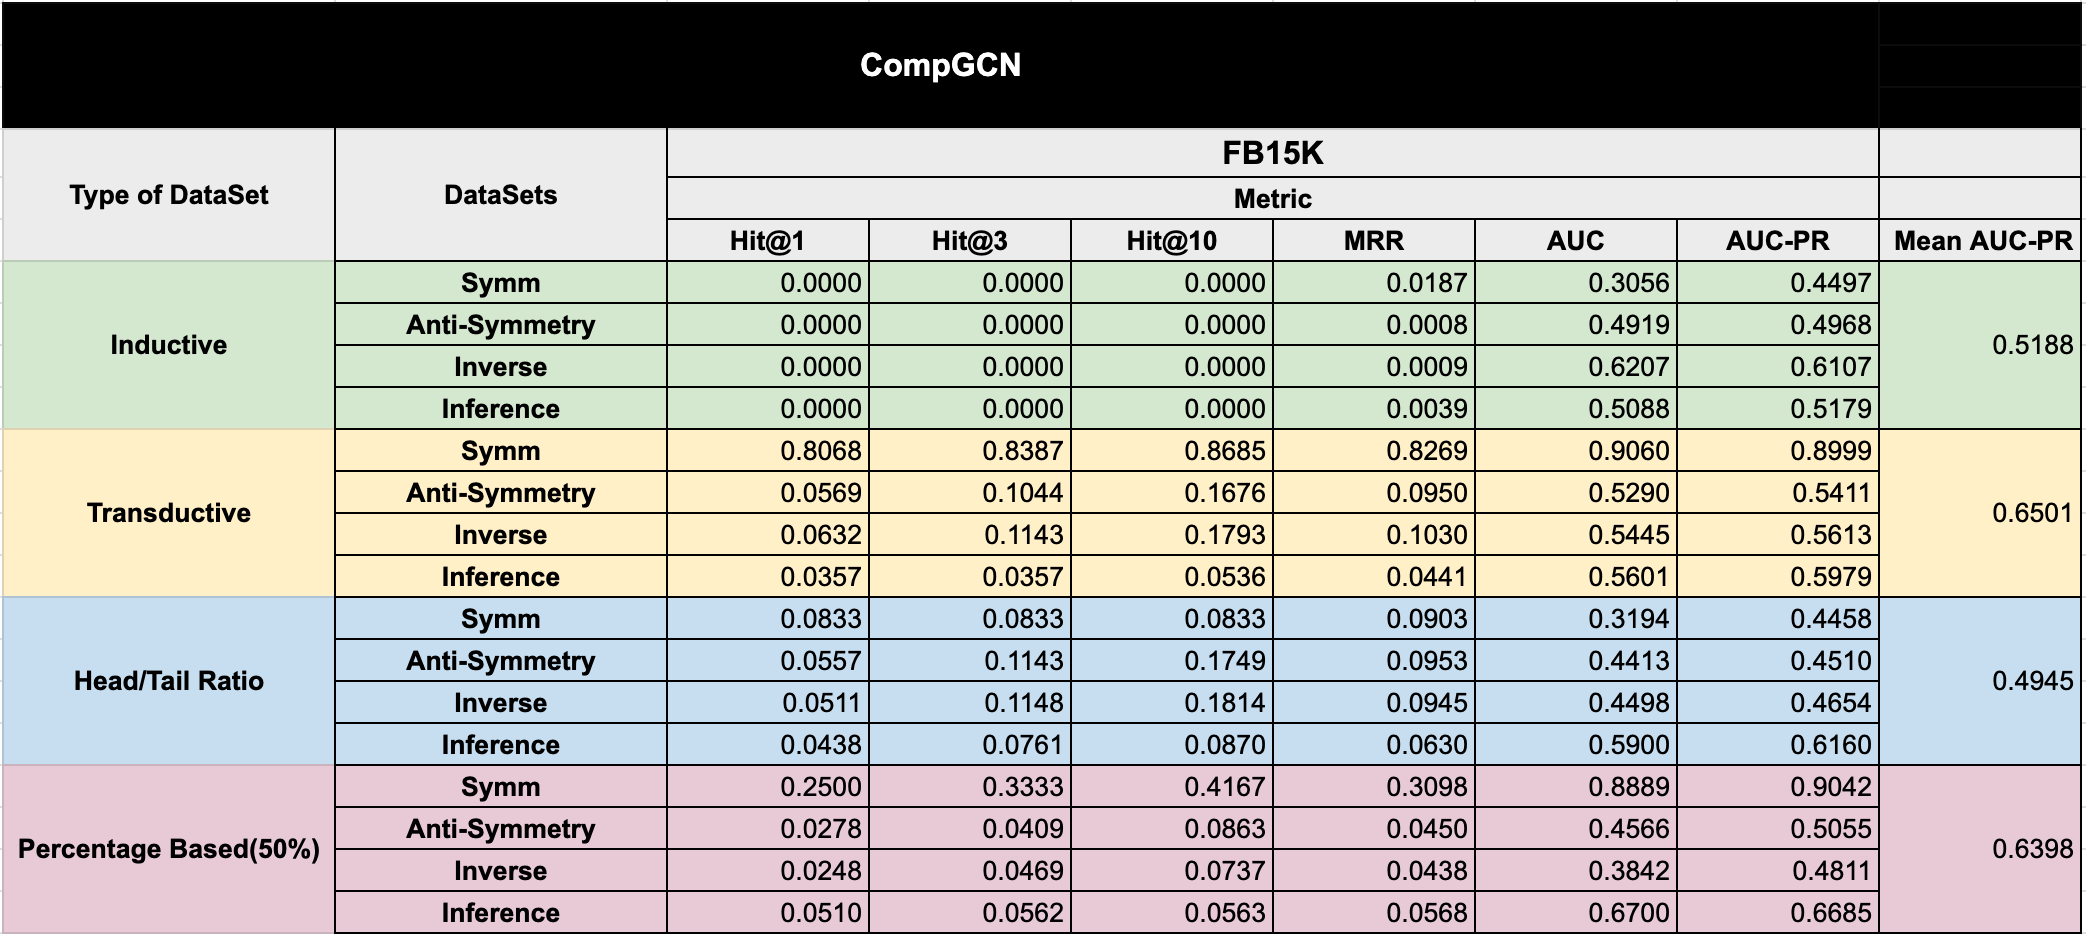 CompGCN
Type of DataSet DataSets FB15K
Metric
Hit@1 Hit@3 Hit@10 MRR AUC AUC-PR Mean AUC-PR
Inductive Symm 0.0000 0.0000 0.0000 0.0187 0.3056 0.4497 0.5188
Anti-Symmetry 0.0000 0.0000 0.0000 0.0008 0.4919 0.4968
Inverse 0.0000 0.0000 0.0000 0.0009 0.6207 0.6107
Inference 0.0000 0.0000 0.0000 0.0039 0.5088 0.5179
Transductive Symm 0.8068 0.8387 0.8685 0.8269 0.9060 0.8999 0.6501
Anti-Symmetry 0.0569 0.1044 0.1676 0.0950 0.5290 0.5411
Inverse 0.0632 0.1143 0.1793 0.1030 0.5445 0.5613
Inference 0.0357 0.0357 0.0536 0.0441 0.5601 0.5979
Head/Tail Ratio Symm 0.0833 0.0833 0.0833 0.0903 0.3194 0.4458 0.4945
Anti-Symmetry 0.0557 0.1143 0.1749 0.0953 0.4413 0.4510
Inverse 0.0511 0.1148 0.1814 0.0945 0.4498 0.4654
Inference 0.0438 0.0761 0.0870 0.0630 0.5900 0.6160
Percentage Based(50%) Symm 0.2500 0.3333 0.4167 0.3098 0.8889 0.9042 0.6398
Anti-Symmetry 0.0278 0.0409 0.0863 0.0450 0.4566 0.5055
Inverse 0.0248 0.0469 0.0737 0.0438 0.3842 0.4811
Inference 0.0510 0.0562 0.0563 0.0568 0.6700 0.6685